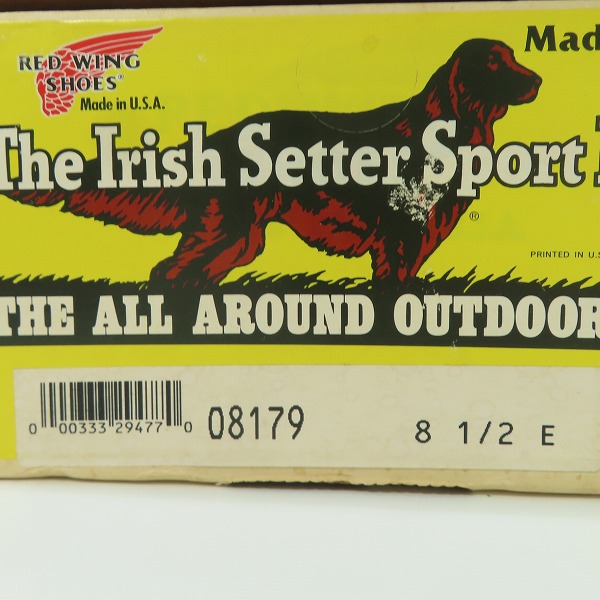 RED WING
SHOES®
Made in U.S.A.
Mad
The Irish Setter Sport
®
PRINTED IN U.S
THE ALL AROUND OUTDOOR
0 00333 29477 0
08179
8 1/2 E